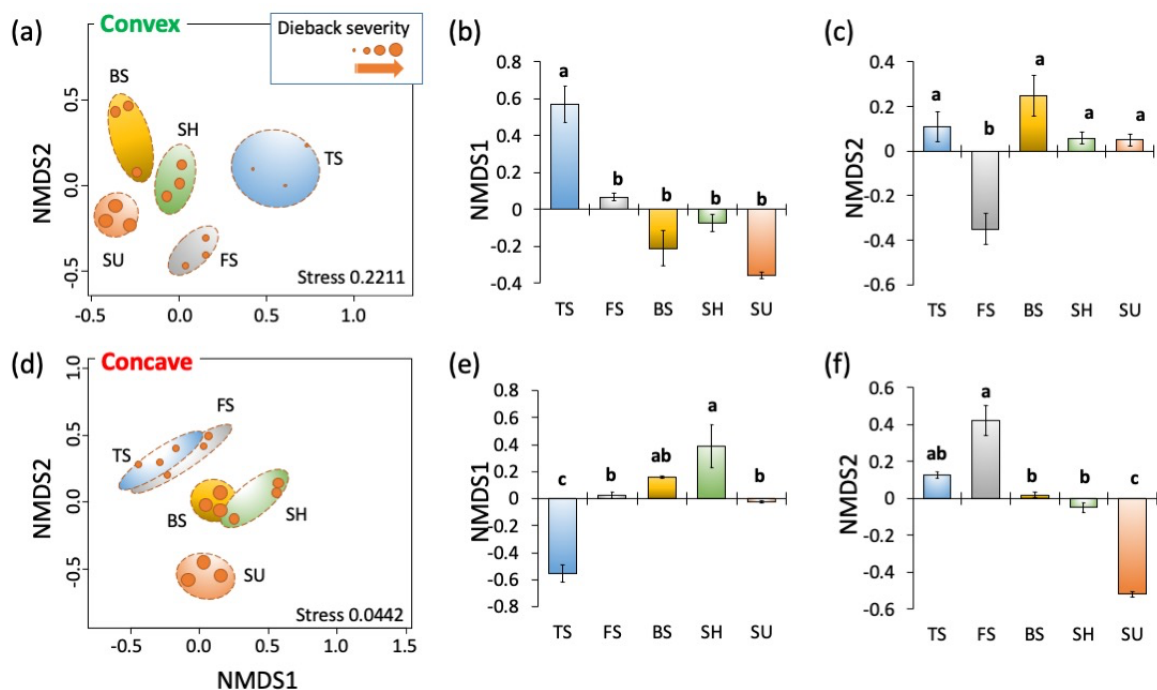 (a)
Convex
Dieback severity
BS
SH
TS
SU
FS
Stress 0.2211
NMDS2
0.5
0.0
-0.5
-0.5
0.0
0.5
1.0
(b)
NMDS1
0.8
0.6
0.4
0.2
0
-0.2
-0.4
a
b
b
b
b
TS
FS
BS
SH
SU
(c)
NMDS2
0.4
0.2
0
-0.2
-0.4
-0.6
a
b
a
a
a
TS
FS
BS
SH
SU
(d)
Concave
FS
TS
BS
SH
SU
Stress 0.0442
NMDS2
1.0
0.5
0.0
-0.5
-0.5
0.0
0.5
1.0
1.5
NMDS1
(e)
NMDS1
0.8
0.6
0.4
0.2
0
-0.2
-0.4
-0.6
-0.8
c
b
ab
a
b
TS
FS
BS
SH
SU
(f)
NMDS2
0.6
0.4
0.2
0
-0.2
-0.4
-0.6
ab
a
b
b
c
TS
FS
BS
SH
SU